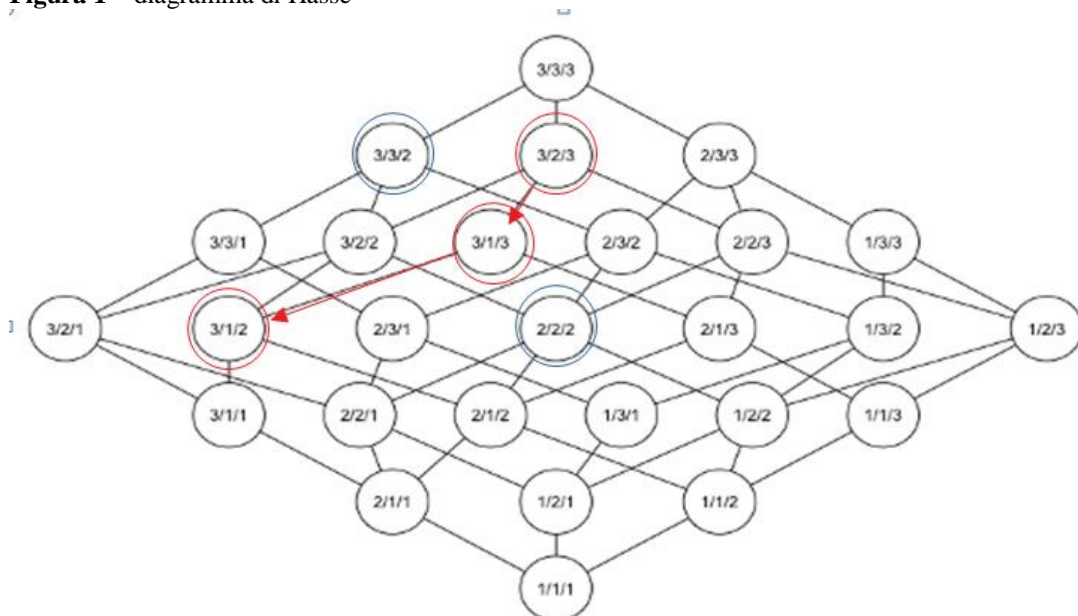 Figura 1 – diagramma di Hasse
3/3/3
3/3/2 3/2/3 2/3/3
3/3/1 3/2/2 3/1/3 2/3/2 2/2/3 1/3/3
3/2/1 3/1/2 2/3/1 2/2/2 2/1/3 1/3/2 1/2/3
3/1/1 2/2/1 2/1/2 1/3/1 1/2/2 1/1/3
2/1/1 1/2/1 1/1/2
1/1/1